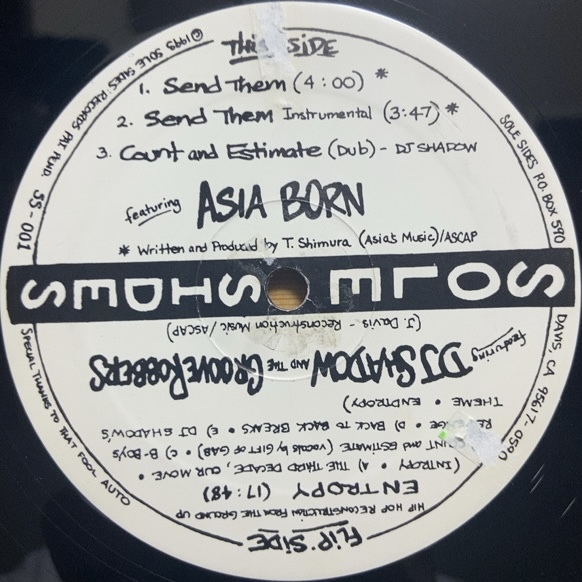 THIS SIDE
1. Send Them (4:00) *
2. Send Them Instrumental (3:47) *
3. Count and Estimate (Dub) - DJ SHADOW
featuring ASIA BORN
* Written and Produced by T. Shimura (Asia's Music)/ASCAP
SOLE SIDES
FLIP SIDE
HIP HOP RECONSTRUCTION FROM THE GROUND UP
ENTROPY (17:48)
(INTROPY • A) THE THIRD DECADE, OUR MOVE •
AND ESTIMATE (vocals by GIFT OF GAB) • C) B-BOYS
• D) BACK TO BACK BREAKS • E) DJ SHADOW'S
THEME • ENDTROPY)
featuring DJ SHADOW AND THE GROOVE ROBBERS
(J. Davis - Reconstruction Music/ASCAP)
©1993 SOLE SIDES RECORDS PAT. PEND. SS-001
SOLE SIDES P.O. BOX 590
DAVIS, CA 95617-0590
SPECIAL THANKS TO THAT FOOL AUTO